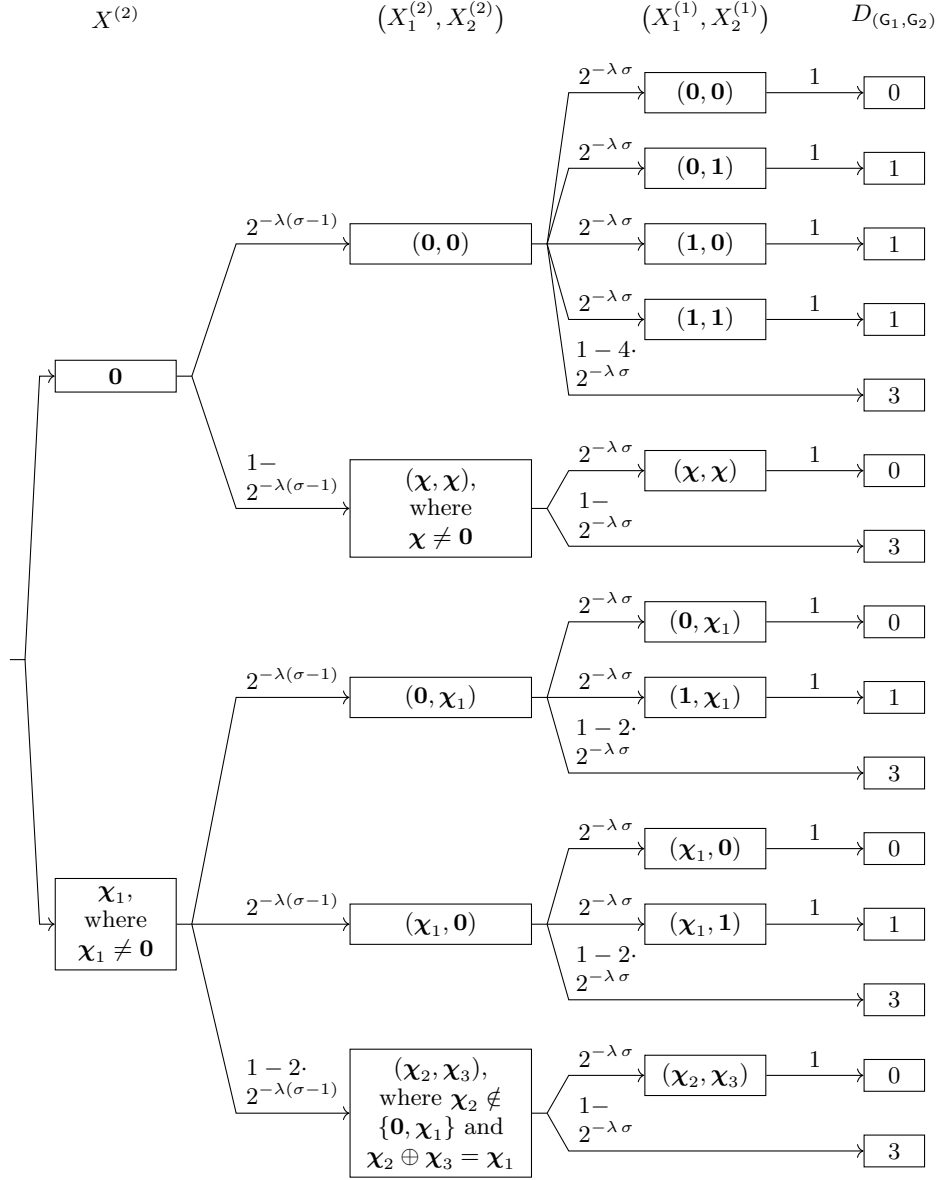 X^{(2)} (X_1^{(2)}, X_2^{(2)}) (X_1^{(1)}, X_2^{(1)}) D_{(G_1,G_2)}
2^{-λσ} (0, 0) 1 0
2^{-λσ} (0, 1) 1 1
2^{-λ(σ−1)} (0, 0) 2^{-λσ} (1, 0) 1 1
2^{-λσ} (1, 1) 1 1
1 − 4·
0 2^{-λσ} 3
1−
2^{-λ(σ−1)}
(χ, χ),
where
χ ≠ 0
2^{-λσ} (χ, χ) 1 0
1−
2^{-λσ} 3
2^{-λσ} (0, χ_1) 1 0
2^{-λ(σ−1)} (0, χ_1) 2^{-λσ} (1, χ_1) 1 1
1 − 2·
2^{-λσ} 3
χ_1,
where
χ_1 ≠ 0
2^{-λσ} (χ_1, 0) 1 0
2^{-λ(σ−1)} (χ_1, 0) 2^{-λσ} (χ_1, 1) 1 1
1 − 2·
2^{-λσ} 3
1 − 2·
2^{-λ(σ−1)}
(χ_2, χ_3),
where χ_2 ∉
{0, χ_1} and
χ_2 ⊕ χ_3 = χ_1
2^{-λσ} (χ_2, χ_3) 1 0
1−
2^{-λσ} 3